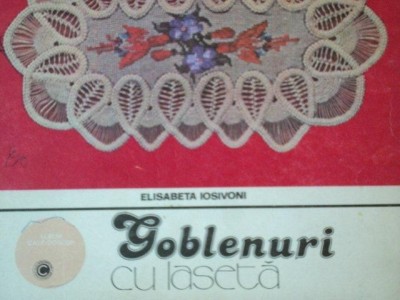 ELISABETA IOSIVONI
Goblenuri
cu lasetă
C